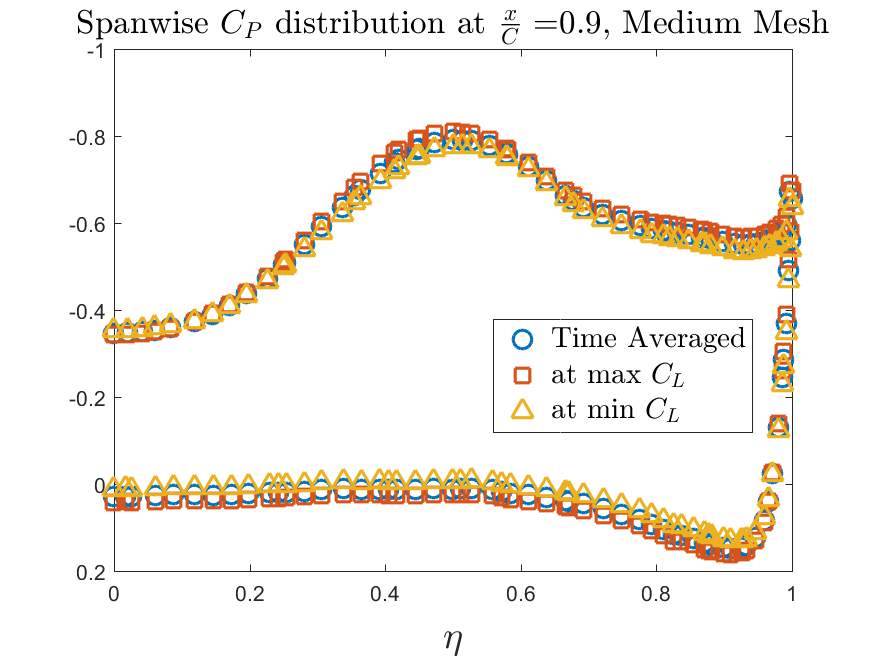 Spanwise C_P distribution at x/C =0.9, Medium Mesh
-1
-0.8
-0.6
-0.4
-0.2
0
0.2
Time Averaged
at max C_L
at min C_L
0 0.2 0.4 0.6 0.8 1
η